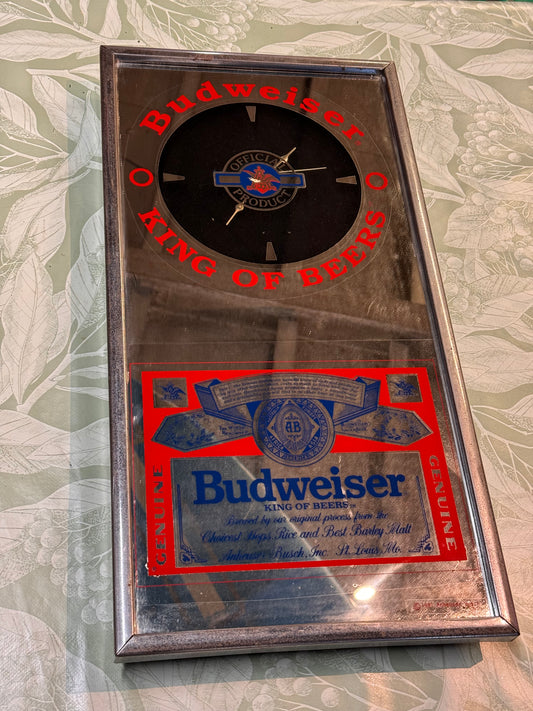 Budweiser
OFFICIAL
PRODUCT
KING OF BEERS
AB
Budweiser
KING OF BEERS™
GENUINE
GENUINE
Brewed by our original process from the
Choicest Hops, Rice and Best Barley Malt
Anheuser-Busch, Inc. St. Louis, Mo.